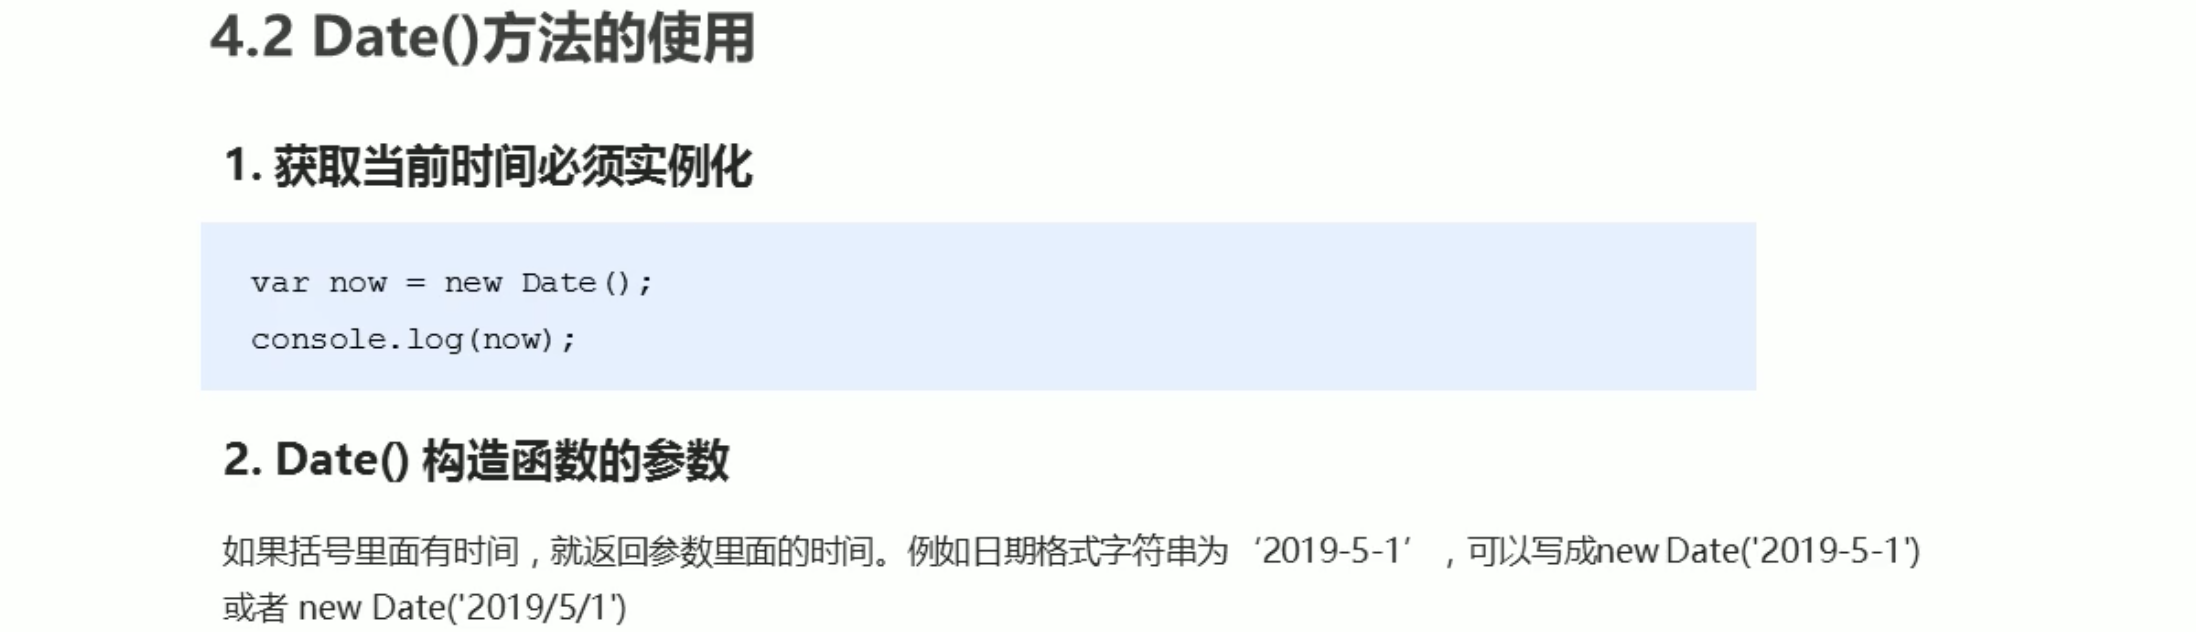 4.2 Date()方法的使用
1. 获取当前时间必须实例化
var now = new Date();
console.log(now);
2. Date() 构造函数的参数
如果括号里面有时间，就返回参数里面的时间。例如日期格式字符串为‘2019-5-1’，可以写成new Date('2019-5-1')
或者 new Date('2019/5/1')